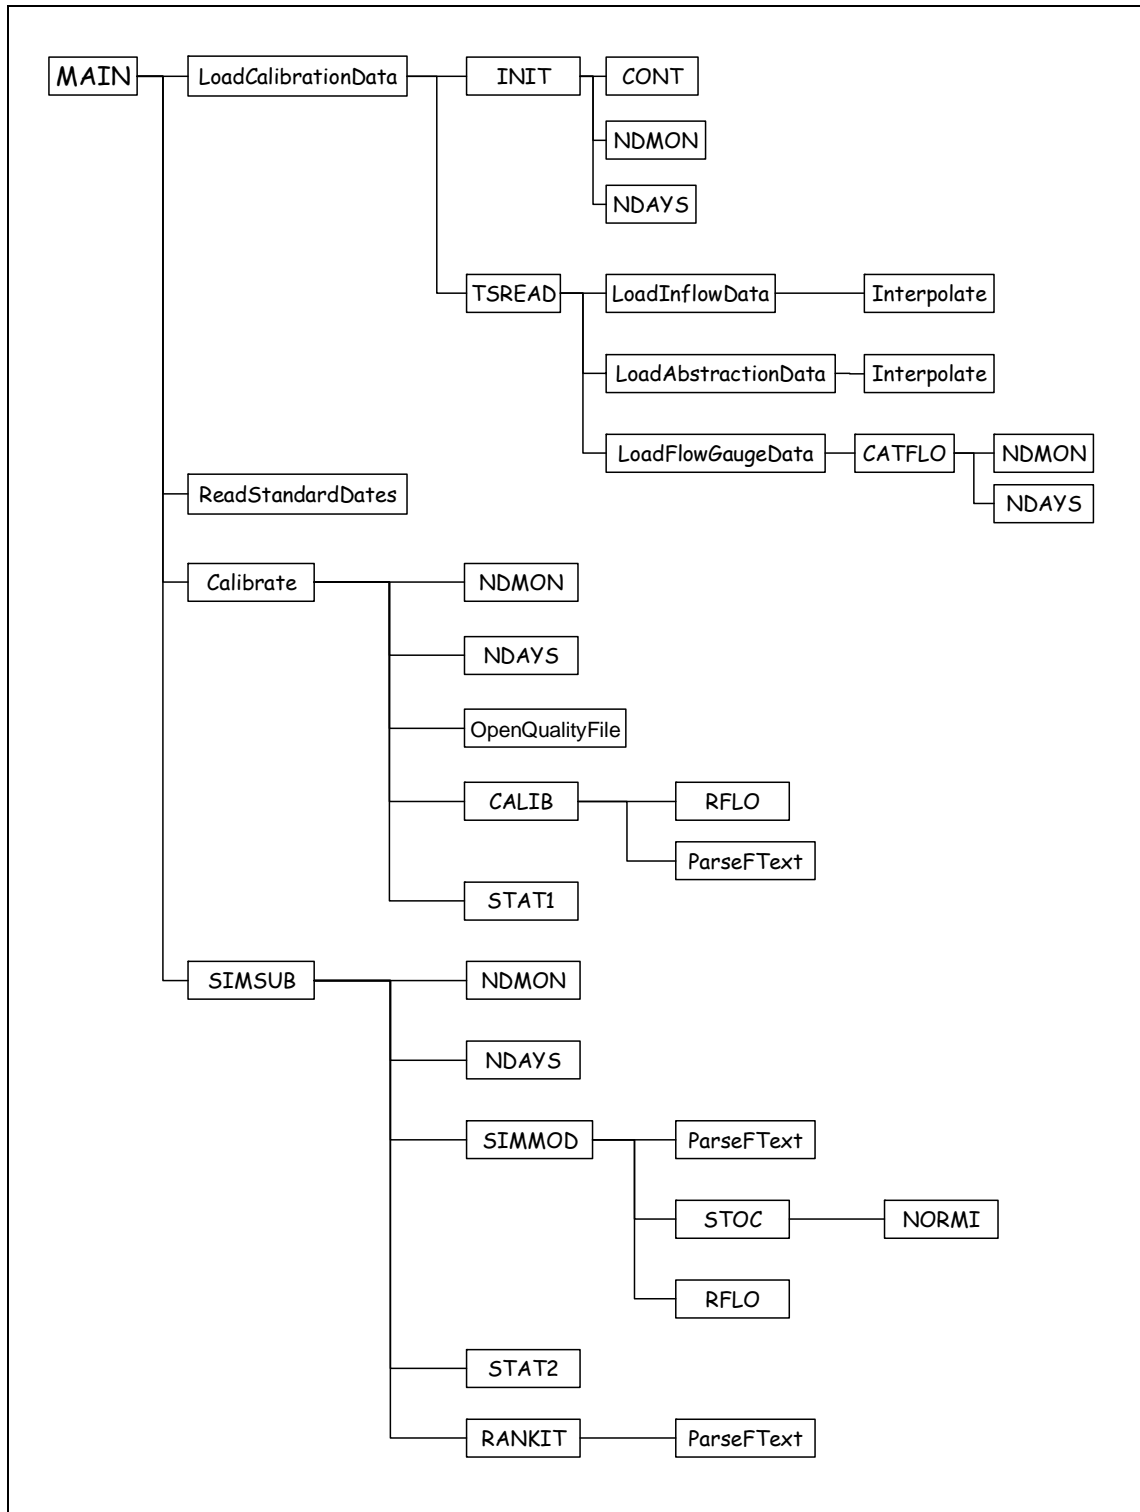 MAIN
LoadCalibrationData
INIT
CONT
NDMON
NDAYS
TSREAD
LoadInflowData
Interpolate
LoadAbstractionData
Interpolate
LoadFlowGaugeData
CATFLO
NDMON
NDAYS
ReadStandardDates
Calibrate
NDMON
NDAYS
OpenQualityFile
CALIB
RFLO
ParseFText
STAT1
SIMSUB
NDMON
NDAYS
SIMMOD
ParseFText
STOC
NORMI
RFLO
STAT2
RANKIT
ParseFText